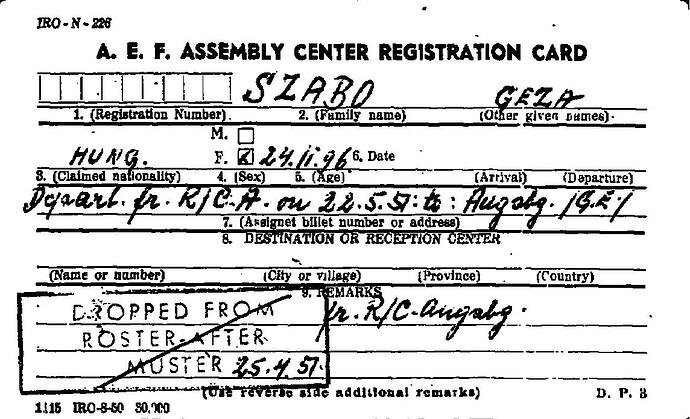 IRO-N-226
A. E. F. ASSEMBLY CENTER REGISTRATION CARD
SZABO GEZA
1. (Registration Number) 2. (Family name) (Other given names)
M.
HUNG. F. X 24.11.96 6. Date
3. (Claimed nationality) 4. (Sex) 5. (Age) (Arrival) (Departure)
Depart. fr. R/C-A. on 22.5.51. to: Augsbg. /G.E/
7. (Assignet billet number or address)
8. DESTINATION OR RECEPTION CENTER
(Name or number) (City or village) (Province) (Country)
9. REMARKS
DROPPED FROM fr. R/C-Augsbg.
ROSTER-AFTER
MUSTER 25.4.51
(Use reverse side additional remarks) D. P. 3
1115 IRO-8-50 30,000